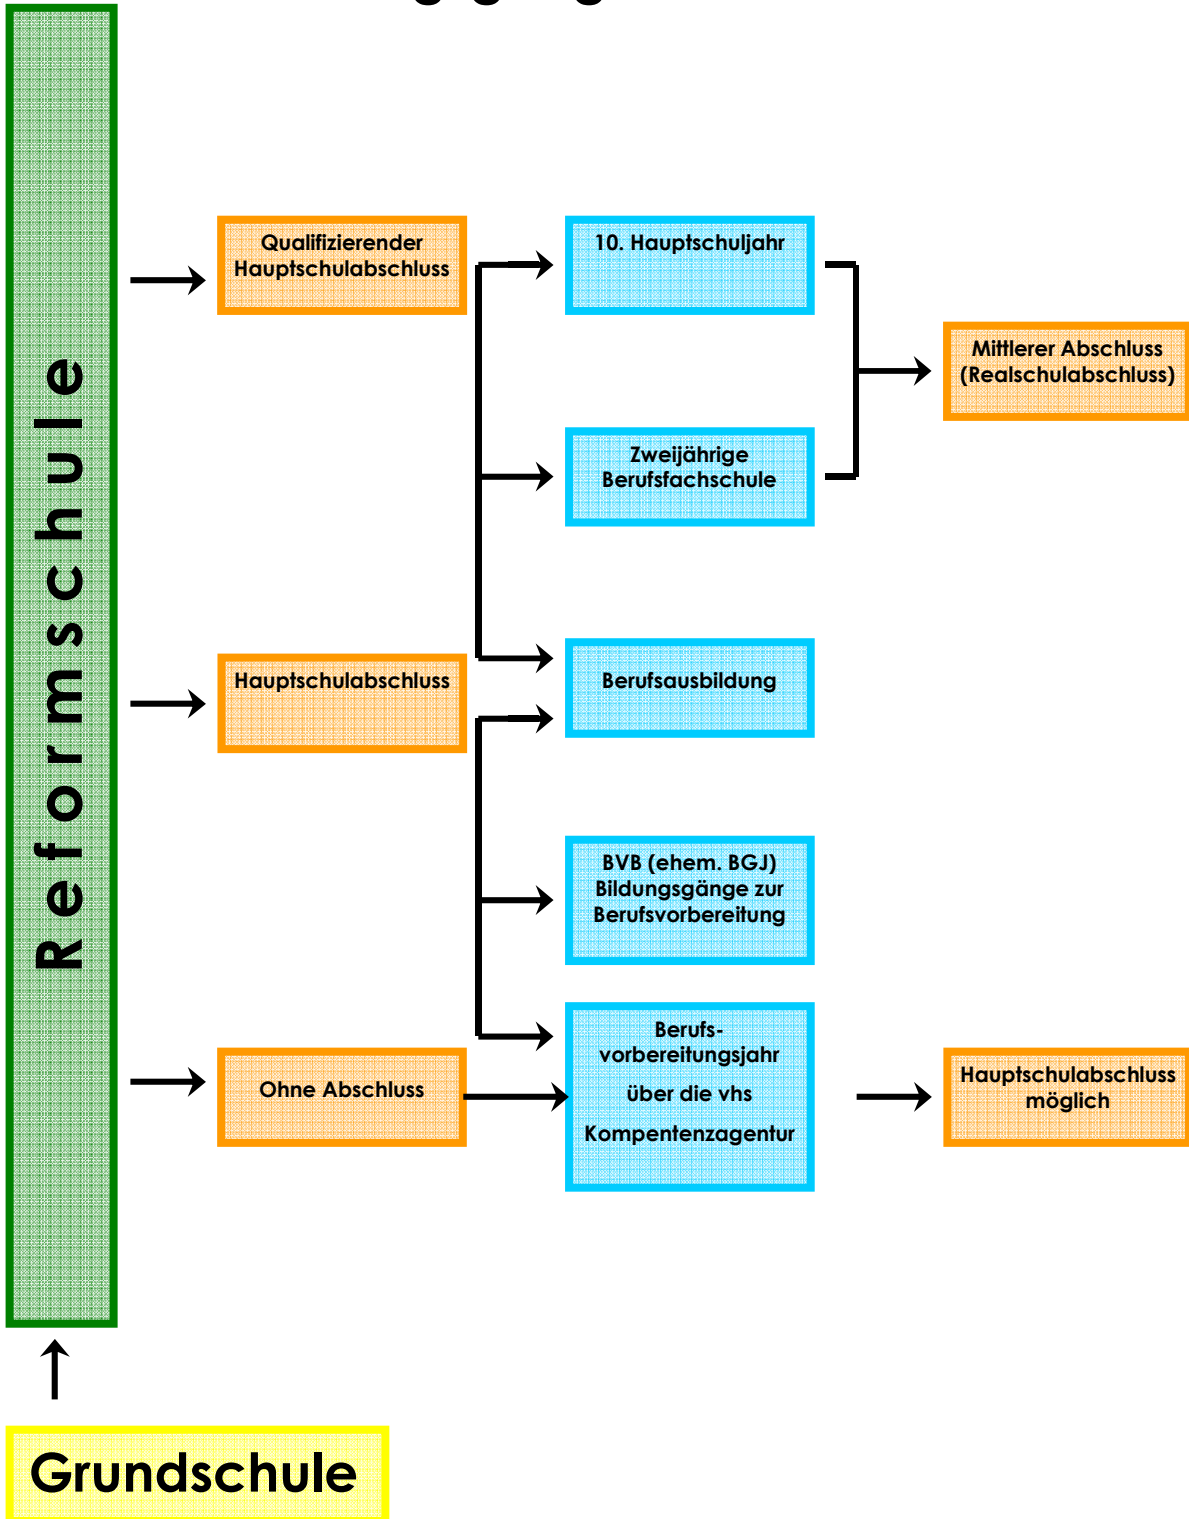 Reformschule
Qualifizierender
Hauptschulabschluss
10. Hauptschuljahr
Mittlerer Abschluss
(Realschulabschluss)
Zweijährige
Berufsfachschule
Hauptschulabschluss
Berufsausbildung
BVB (ehem. BGJ)
Bildungsgänge zur
Berufsvorbereitung
Ohne Abschluss
Berufs-
vorbereitungsjahr
über die vhs
Kompentenzagentur
Hauptschulabschluss
möglich
Grundschule